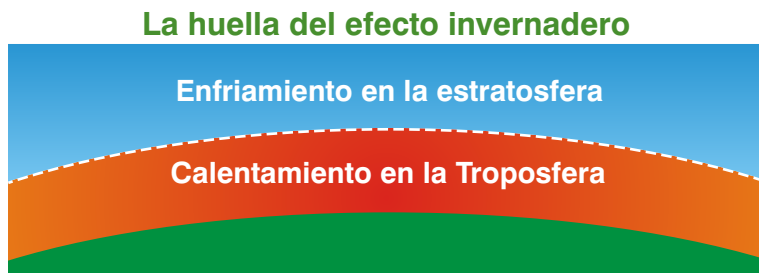 La huella del efecto invernadero
Enfriamiento en la estratosfera
Calentamiento en la Troposfera